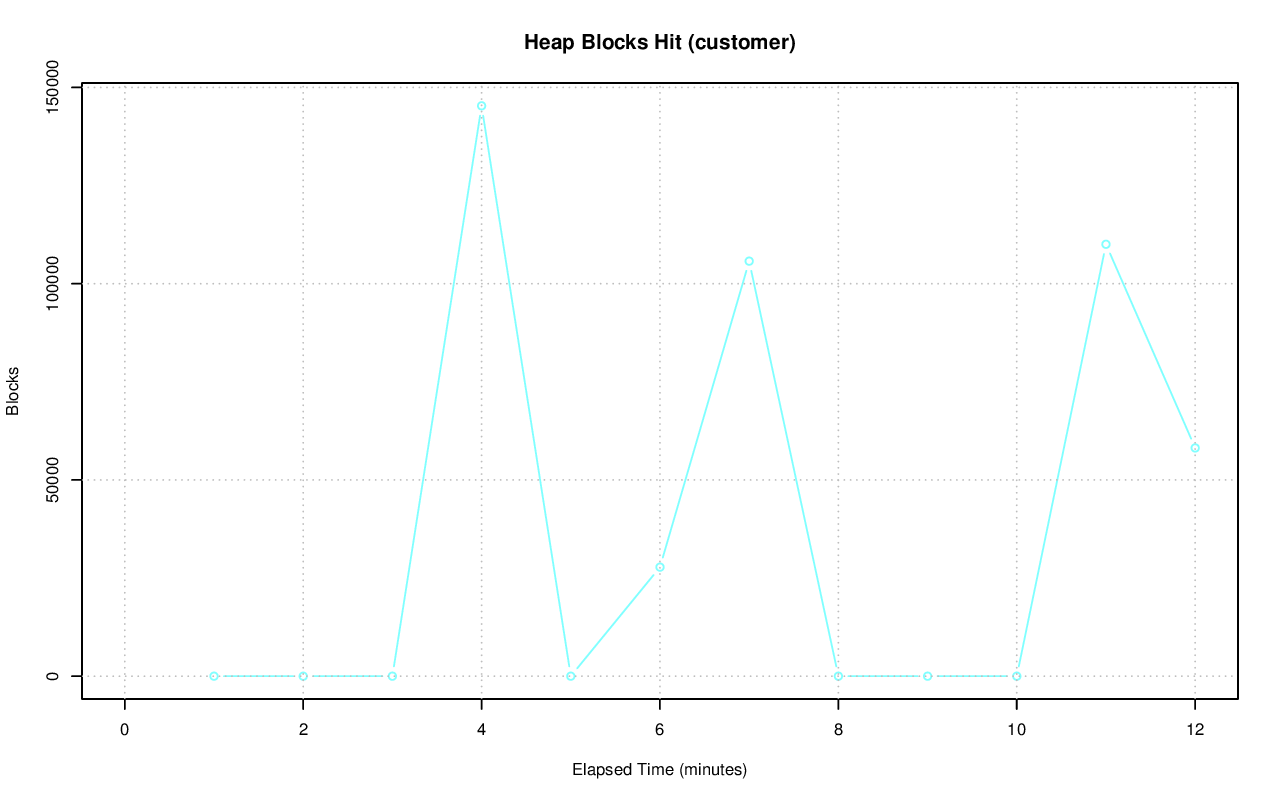 Heap Blocks Hit (customer)
Blocks
150000
100000
50000
0
0 2 4 6 8 10 12
Elapsed Time (minutes)